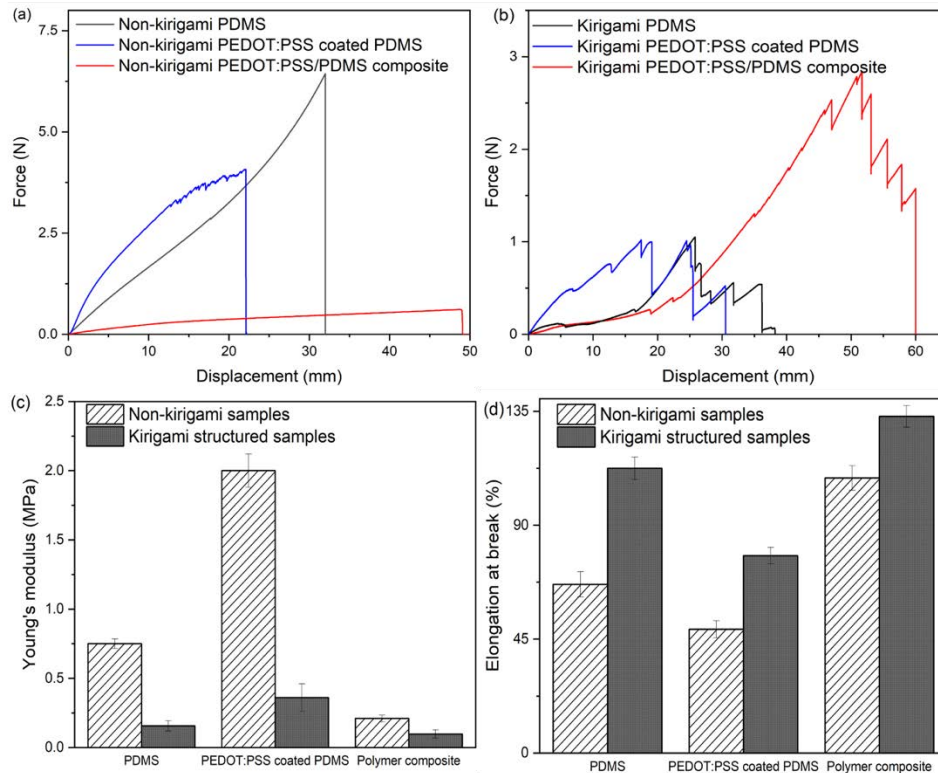 (a)
Non-kirigami PDMS
Non-kirigami PEDOT:PSS coated PDMS
Non-kirigami PEDOT:PSS/PDMS composite
Force (N)
7.5
5.0
2.5
0.0
0 10 20 30 40 50
Displacement (mm)
(b)
Kirigami PDMS
Kirigami PEDOT:PSS coated PDMS
Kirigami PEDOT:PSS/PDMS composite
Force (N)
3
2
1
0
0 10 20 30 40 50 60
Displacement (mm)
(c)
Non-kirigami samples
Kirigami structured samples
Young's modulus (MPa)
2.5
2.0
1.5
1.0
0.5
0.0
PDMS PEDOT:PSS coated PDMS Polymer composite
(d)
Non-kirigami samples
Kirigami structured samples
Elongation at break (%)
135
90
45
0
PDMS PEDOT:PSS coated PDMS Polymer composite